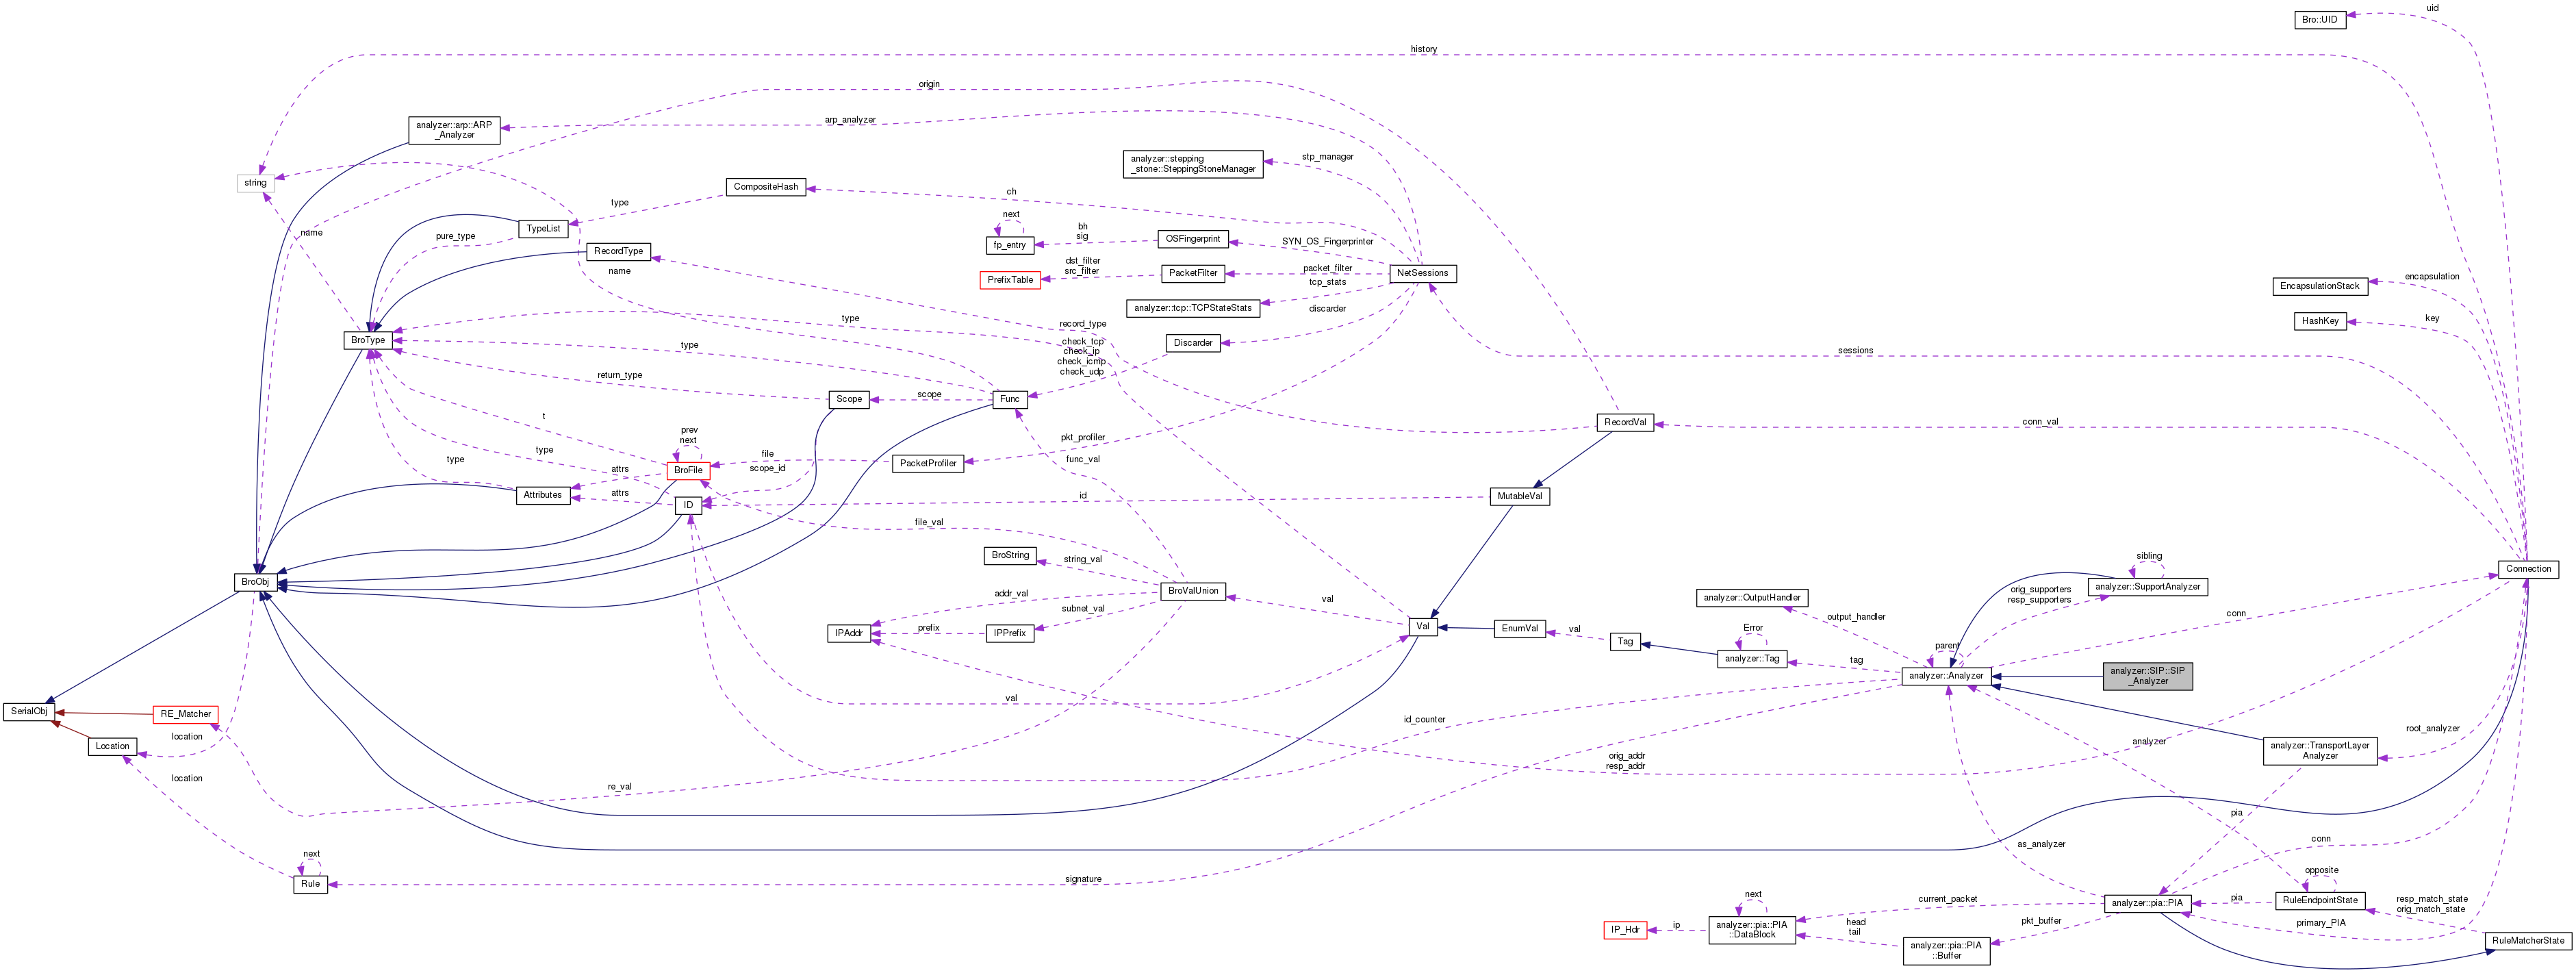 uid
Bro::UID
history
origin
arp_analyzer
analyzer::arp::ARP
_Analyzer
stp_manager
analyzer::stepping
_stone::SteppingStoneManager
string
CompositeHash
ch
type
next
TypeList
bh
sig
name
pure_type
fp_entry
OSFingerprint
SYN_OS_Fingerprinter
RecordType
dst_filter
src_filter
name
PrefixTable
PacketFilter
packet_filter
NetSessions
tcp_stats
encapsulation
EncapsulationStack
analyzer::tcp::TCPStateStats
discarder
type
record_type
HashKey
key
BroType
type
check_tcp
check_ip
check_icmp
check_udp
Discarder
sessions
return_type
Scope
scope
Func
t
prev
next
RecordVal
conn_val
type
file
pkt_profiler
type
attrs
BroFile
scope_id
PacketProfiler
func_val
Attributes
attrs
ID
id
MutableVal
file_val
BroString
string_val
sibling
BroObj
BroValUnion
analyzer::SupportAnalyzer
Connection
addr_val
subnet_val
val
orig_supporters
resp_supporters
analyzer::OutputHandler
output_handler
conn
IPAddr
prefix
IPPrefix
Val
EnumVal
val
Tag
Error
analyzer::Tag
tag
parent
analyzer::Analyzer
analyzer::SIP::SIP
_Analyzer
val
SerialObj
RE_Matcher
id_counter
location
Location
analyzer
root_analyzer
analyzer::TransportLayer
Analyzer
orig_addr
resp_addr
location
re_val
pia
next
Rule
signature
as_analyzer
conn
opposite
next
current_packet
analyzer::pia::PIA
pia
RuleEndpointState
resp_match_state
orig_match_state
IP_Hdr
ip
analyzer::pia::PIA
::DataBlock
head
tail
pkt_buffer
primary_PIA
analyzer::pia::PIA
::Buffer
RuleMatcherState